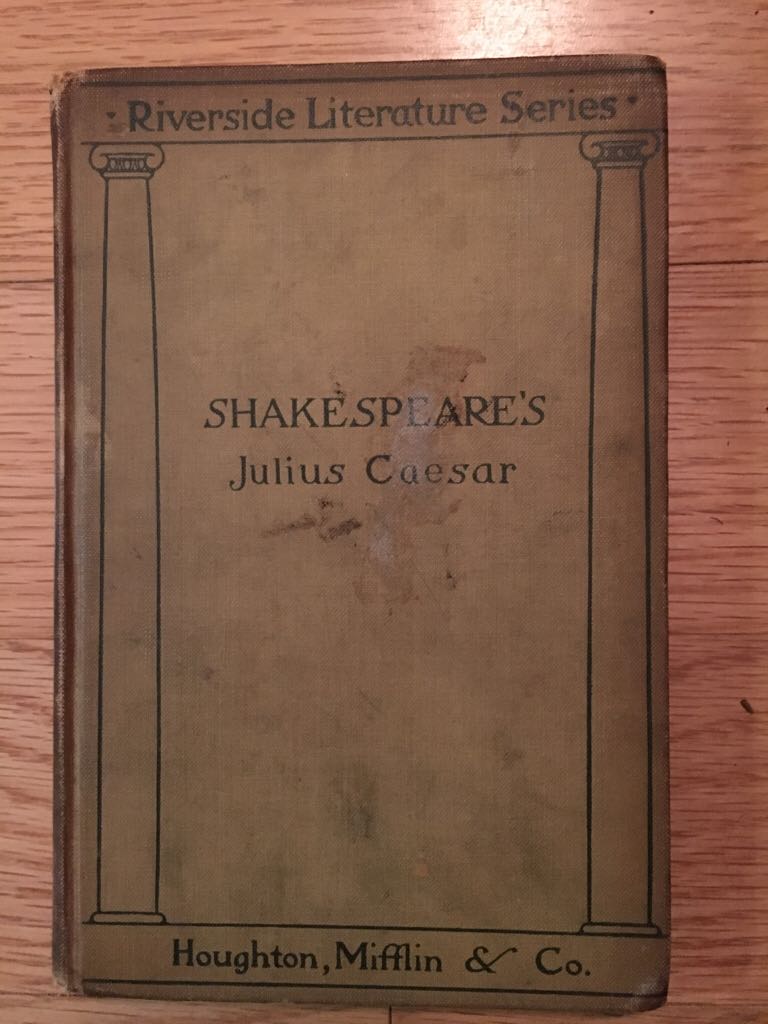 · Riverside Literature Series ·
SHAKESPEARE'S
Julius Caesar
Houghton, Mifflin & Co.